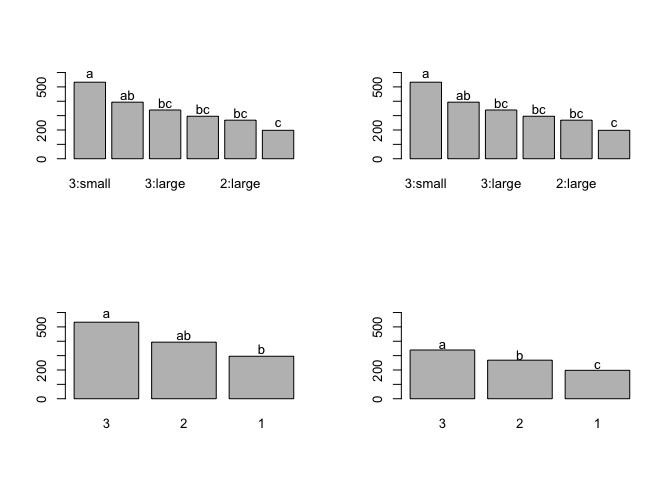 a ab bc bc bc c
0 200 500
3:small 3:large 2:large
a ab bc bc bc c
0 200 500
3:small 3:large 2:large
a ab b
0 200 500
3 2 1
a b c
0 200 500
3 2 1